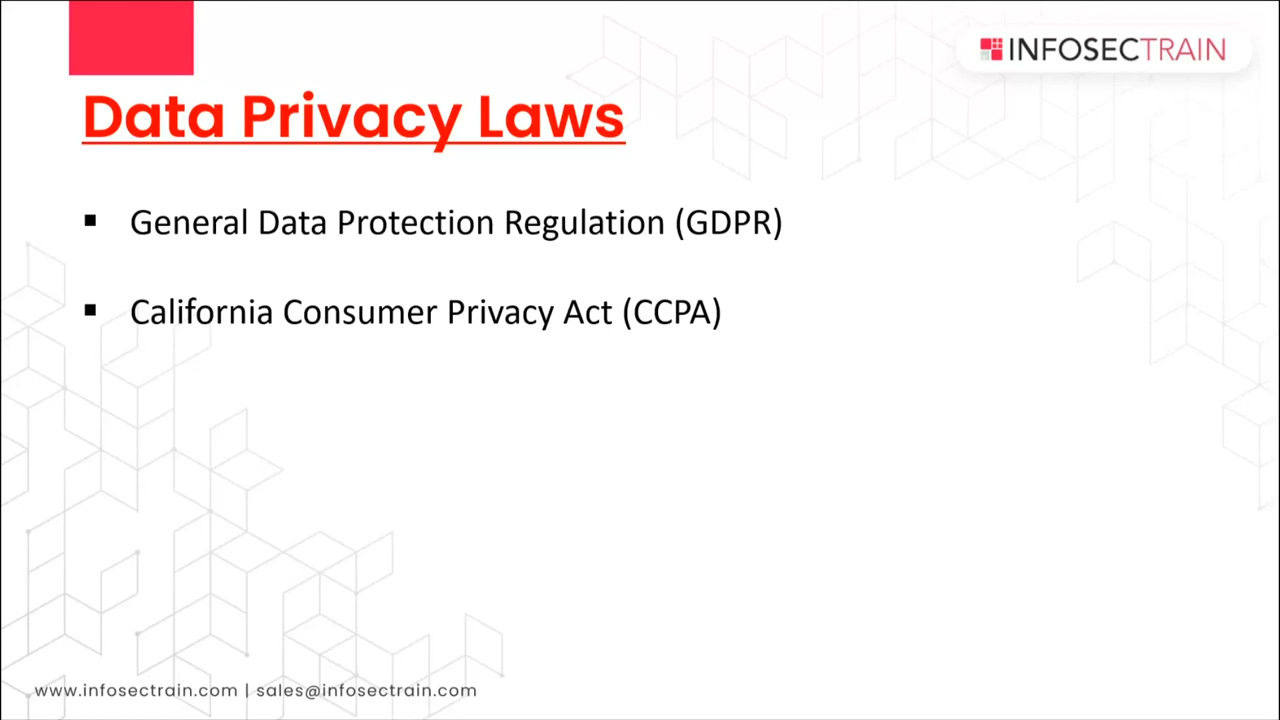 INFOSECTRAIN
Data Privacy Laws
▪ General Data Protection Regulation (GDPR)
▪ California Consumer Privacy Act (CCPA)
www.infosectrain.com | sales@infosectrain.com